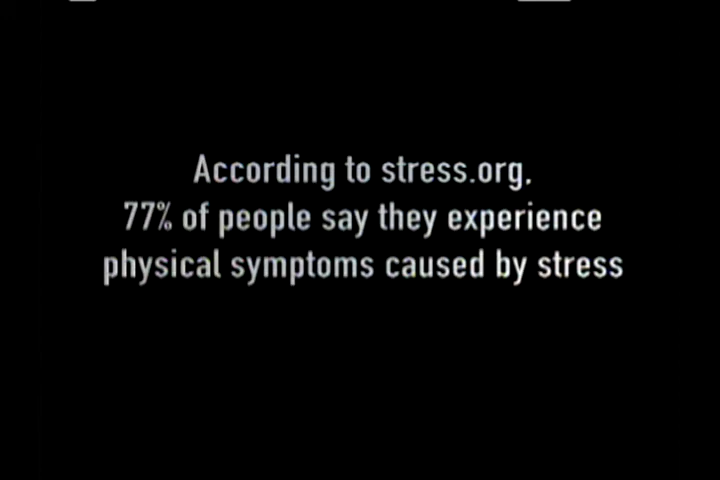 According to stress.org.
77% of people say they experience
physical symptoms caused by stress